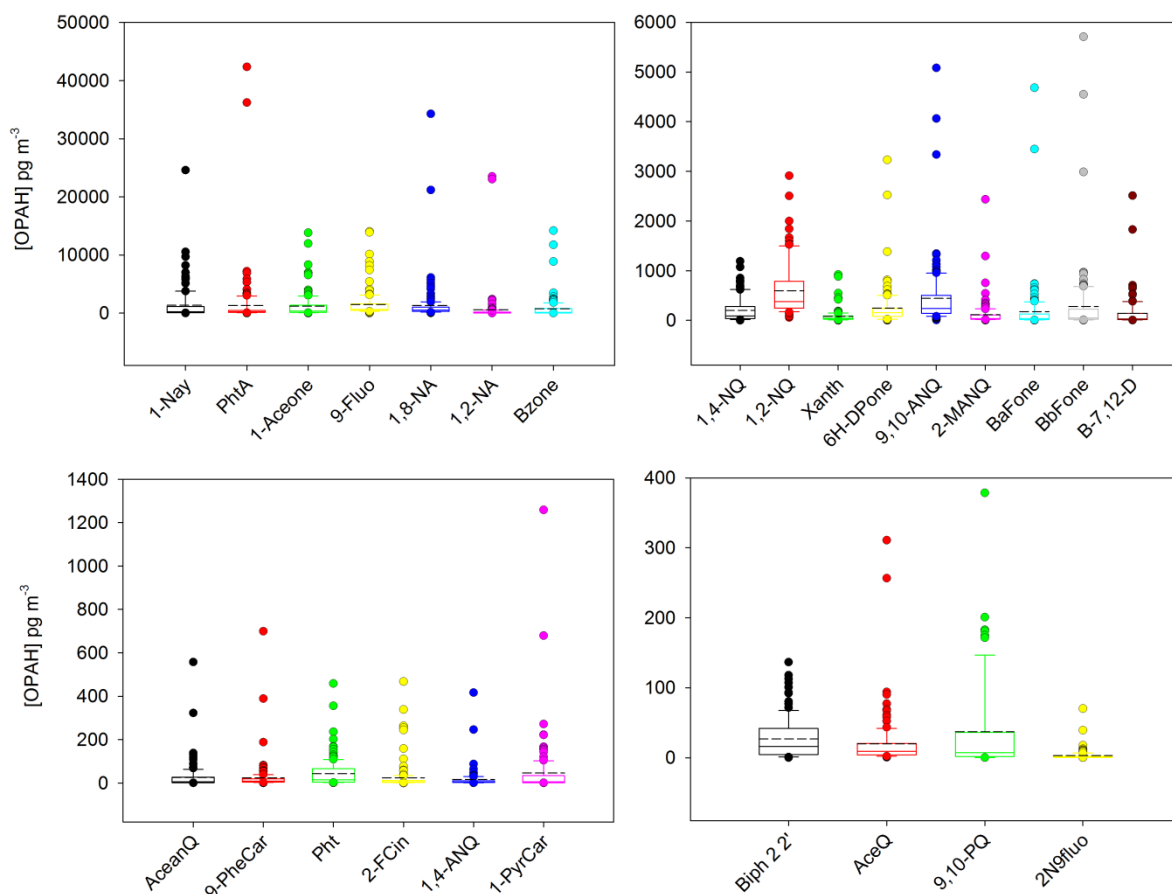 [OPAH] pg m⁻³
50000
40000
30000
20000
10000
0
1-Nay
PhtA
1-Aceone
9-Fluo
1,8-NA
1,2-NA
Bzone
6000
5000
4000
3000
2000
1000
0
1,4-NQ
1,2-NQ
Xanth
6H-DPone
9,10-ANQ
2-MANQ
BaFone
BbFone
B-7,12-D
[OPAH] pg m⁻³
1400
1200
1000
800
600
400
200
0
AceanQ
9-PheCar
Pht
2-FCin
1,4-ANQ
1-PyrCar
400
300
200
100
0
Biph 2 2'
AceQ
9,10-PQ
2N9fluo